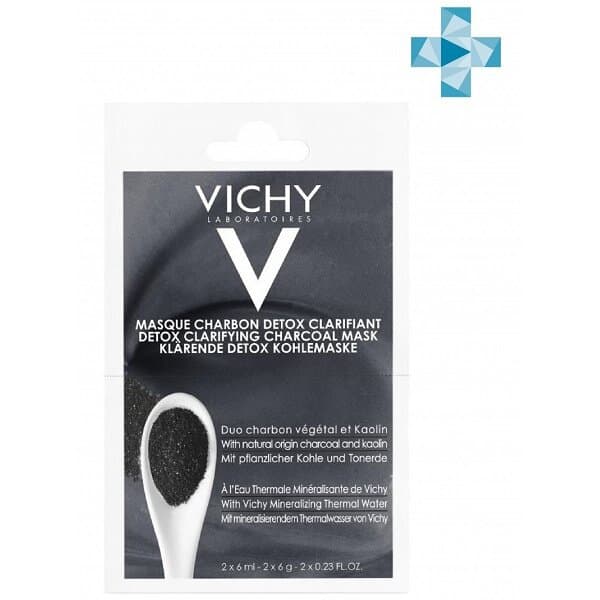 VICHY
LABORATOIRES
V
MASQUE CHARBON DETOX CLARIFIANT
DETOX CLARIFYING CHARCOAL MASK
KLÄRENDE DETOX KOHLEMASKE
Duo charbon végétal et Kaolin
With natural origin charcoal and kaolin
Mit pflanzlicher Kohle und Tonerde
À l'Eau Thermale Minéralisante de Vichy
With Vichy Mineralizing Thermal Water
Mit mineralisierendem Thermalwasser von Vichy
2 x 6 ml - 2 x 6 g - 2 x 0.23 FL.OZ.